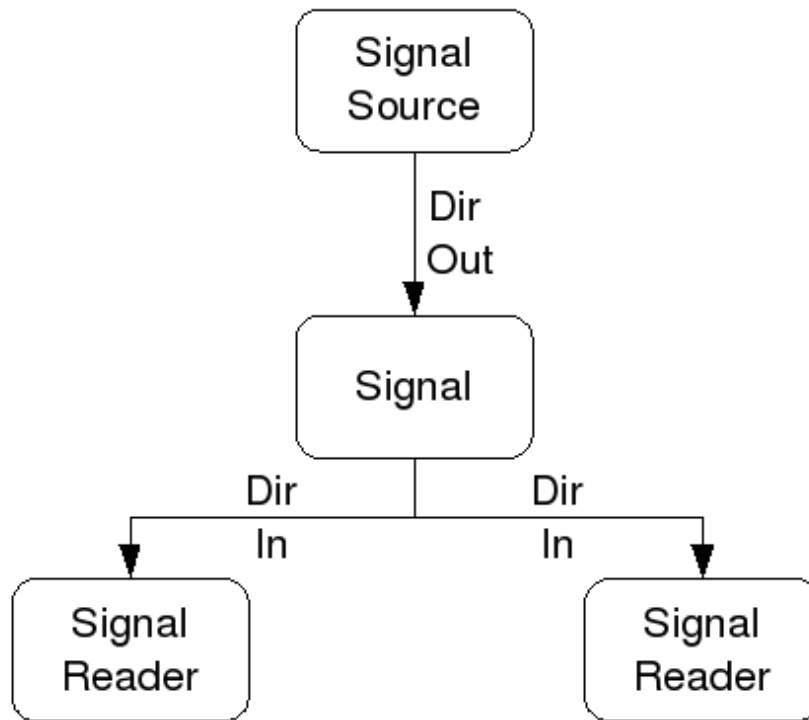 Signal
Source
Dir
Out
Signal
Dir
In
Dir
In
Signal
Reader
Signal
Reader